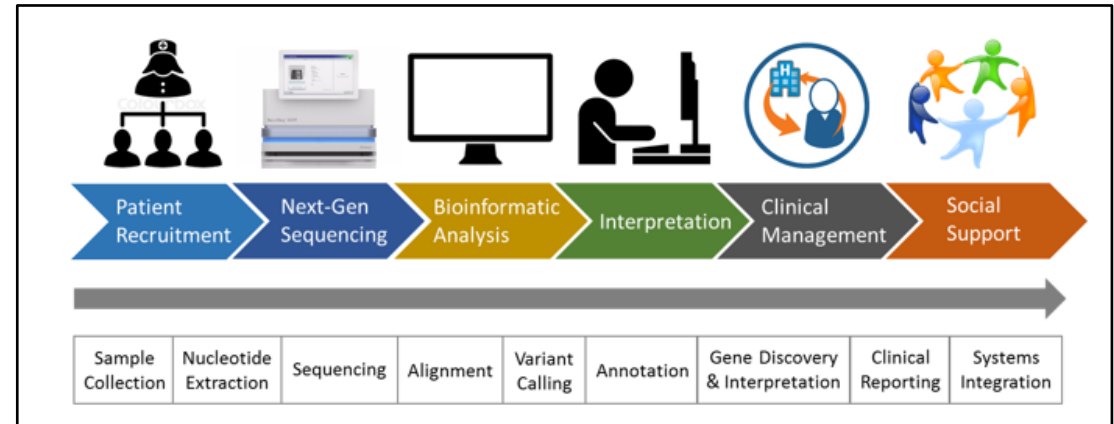 Patient
Recruitment
Next-Gen
Sequencing
Bioinformatic
Analysis
Interpretation
Clinical
Management
Social
Support
Sample
Collection
Nucleotide
Extraction
Sequencing
Alignment
Variant
Calling
Annotation
Gene Discovery
& Interpretation
Clinical
Reporting
Systems
Integration